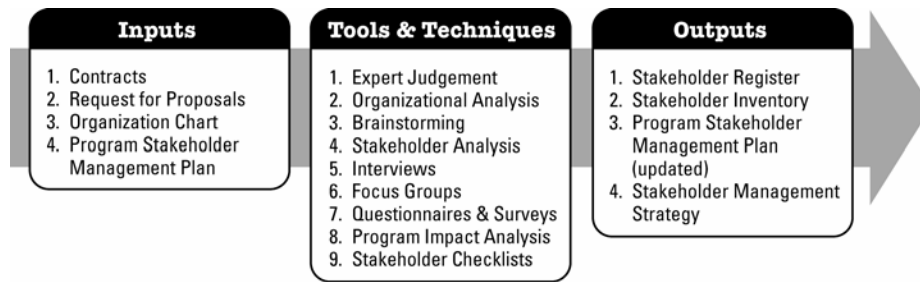 Inputs
1. Contracts
2. Request for Proposals
3. Organization Chart
4. Program Stakeholder
Management Plan
Tools & Techniques
1. Expert Judgement
2. Organizational Analysis
3. Brainstorming
4. Stakeholder Analysis
5. Interviews
6. Focus Groups
7. Questionnaires & Surveys
8. Program Impact Analysis
9. Stakeholder Checklists
Outputs
1. Stakeholder Register
2. Stakeholder Inventory
3. Program Stakeholder
Management Plan
(updated)
4. Stakeholder Management
Strategy